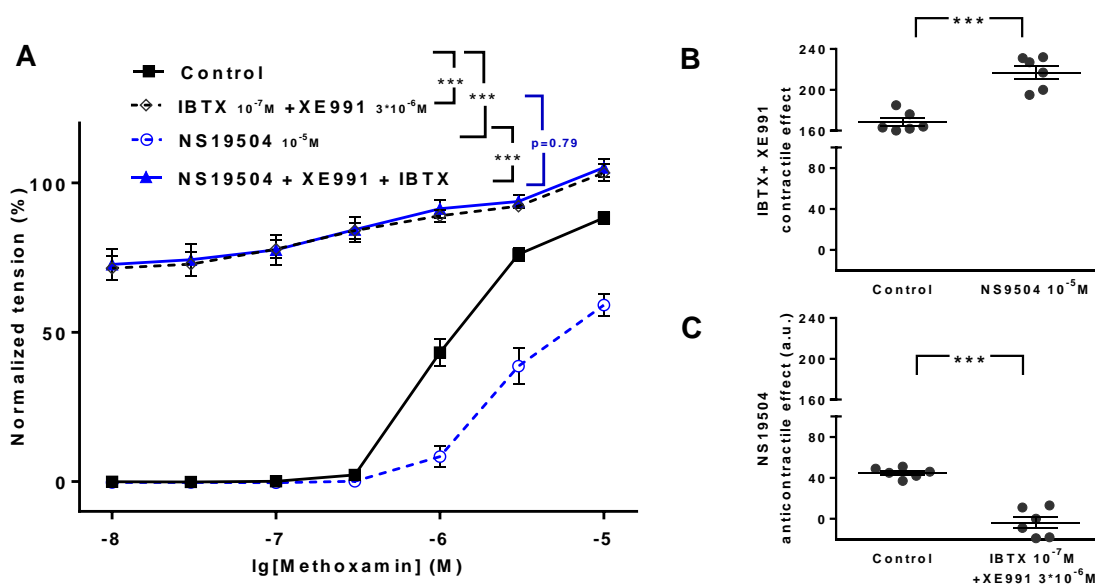 A
Control
IBTX 10⁻⁷M +XE991 3*10⁻⁶M
NS19504 10⁻⁵M
NS19504 + XE991 + IBTX
***
***
***
p=0.79
Normalized tension (%)
100
50
0
-8 -7 -6 -5
lg[Methoxamin] (M)
B
***
IBTX+ XE991
contractile effect
240
200
160
80
40
0
Control NS9504 10⁻⁵M
C
***
NS19504
anticontractile effect (a.u.)
240
200
160
80
40
0
Control IBTX 10⁻⁷M
+XE991 3*10⁻⁶M